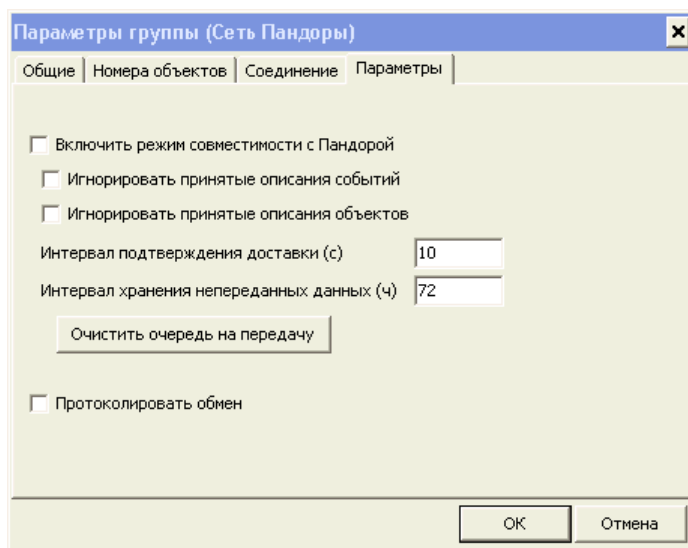 Параметры группы (Сеть Пандоры)
Общие Номера объектов Соединение Параметры
Включить режим совместимости с Пандорой
Игнорировать принятые описания событий
Игнорировать принятые описания объектов
Интервал подтверждения доставки (с) 10
Интервал хранения непереданных данных (ч) 72
Очистить очередь на передачу
Протоколировать обмен
ОК Отмена